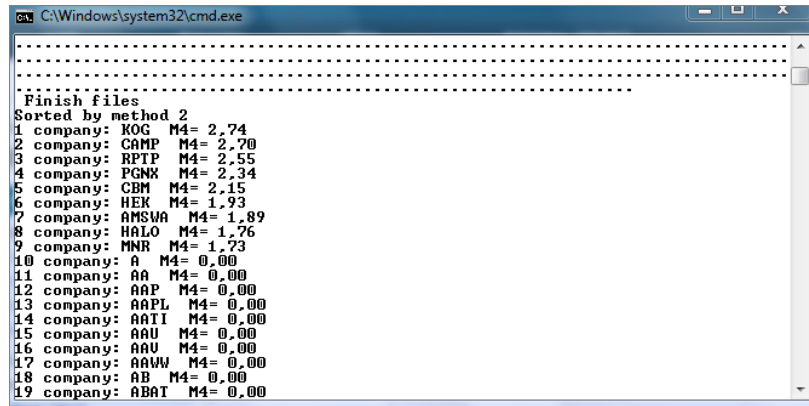 C:\Windows\system32\cmd.exe
................................................................................
................................................................................
................................................................................
................................................................
Finish files
Sorted by method 2
1 company: KOG  M4= 2,74
2 company: CAMP  M4= 2,70
3 company: RPTP  M4= 2,55
4 company: PGNX  M4= 2,34
5 company: CBM  M4= 2,15
6 company: HEK  M4= 1,93
7 company: AMSWA  M4= 1,89
8 company: HALO  M4= 1,76
9 company: MNR  M4= 1,73
10 company: A  M4= 0,00
11 company: AA  M4= 0,00
12 company: AAP  M4= 0,00
13 company: AAPL  M4= 0,00
14 company: AATI  M4= 0,00
15 company: AAU  M4= 0,00
16 company: AAV  M4= 0,00
17 company: AAWW  M4= 0,00
18 company: AB  M4= 0,00
19 company: ABAT  M4= 0,00